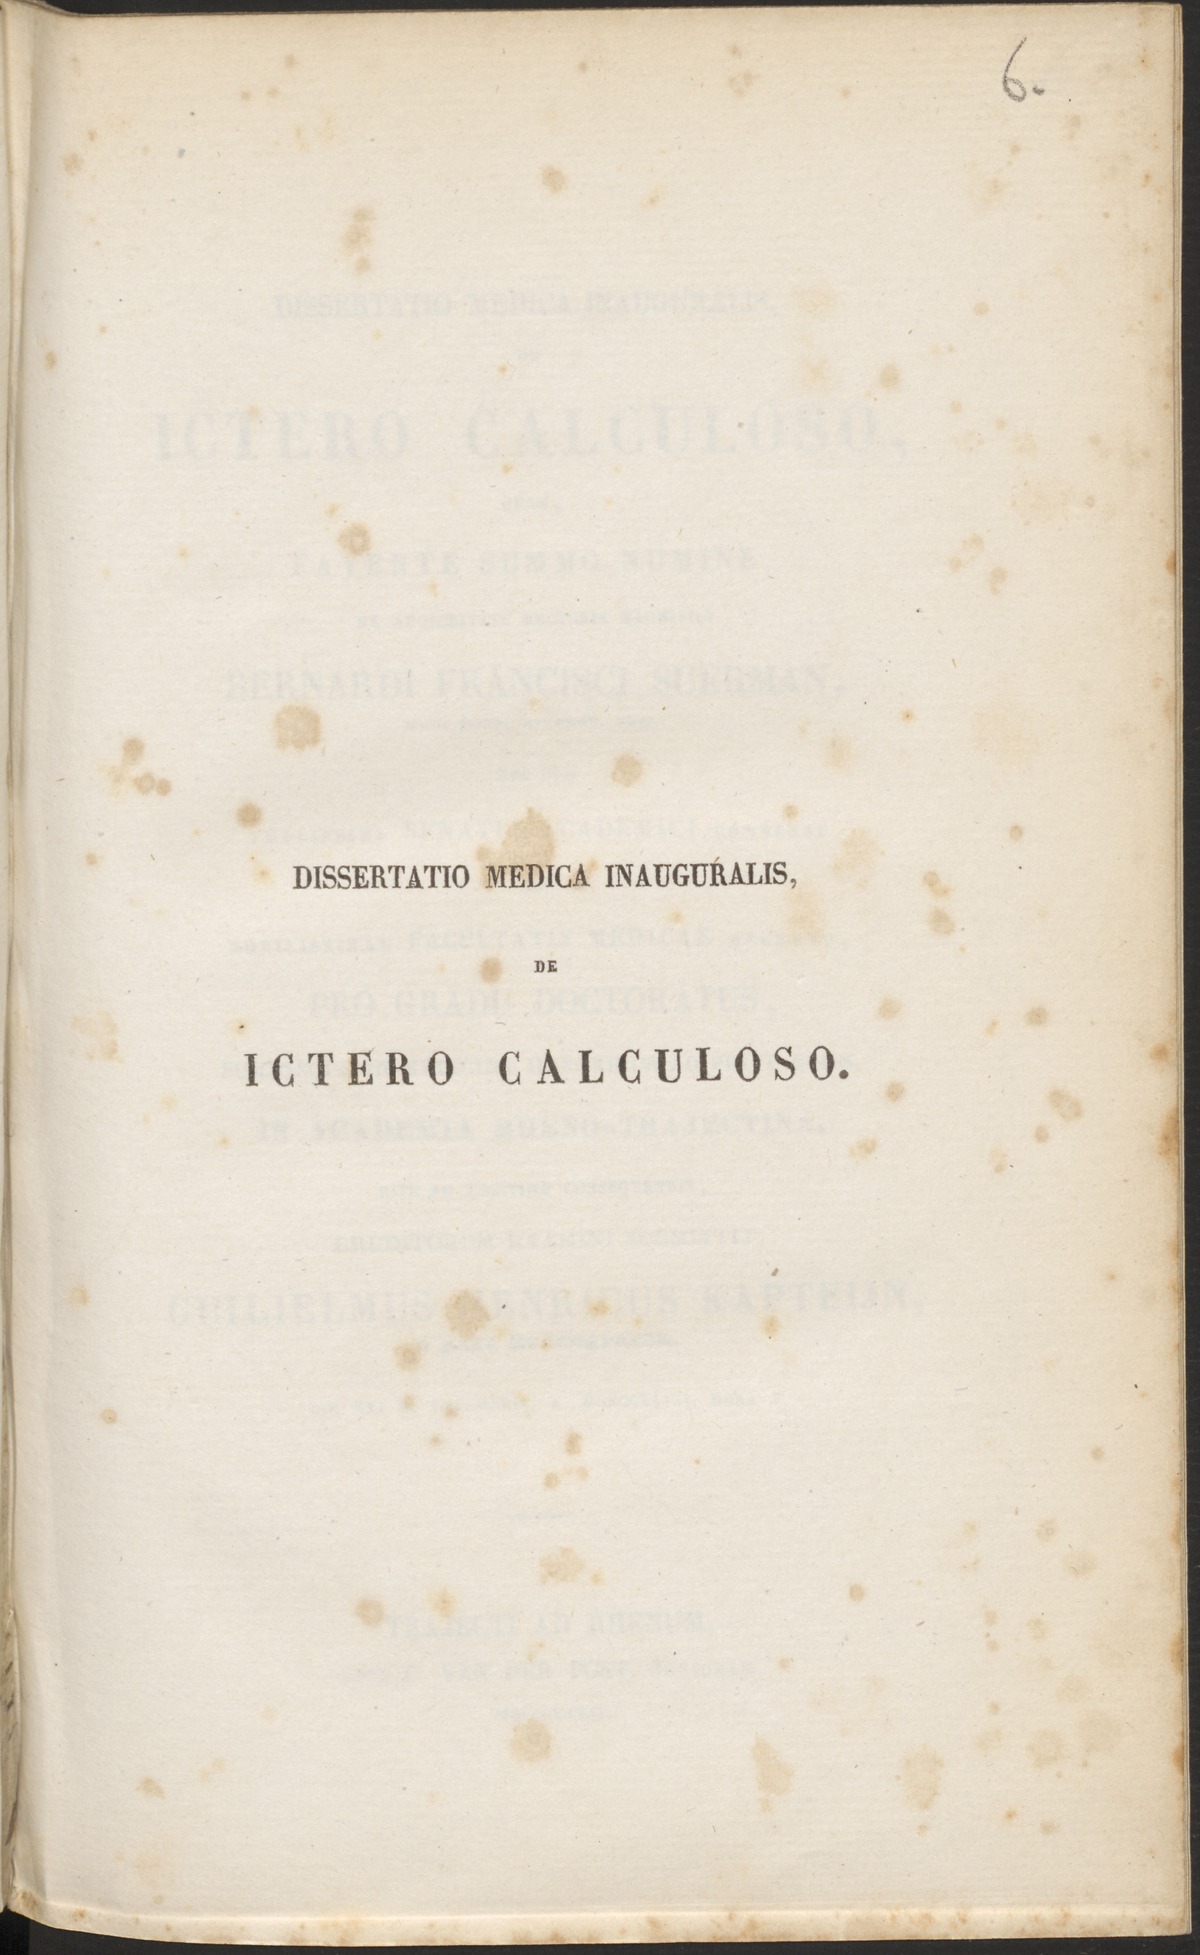 6.
DISSERTATIO MEDICA INAUGURALIS,
DE
ICTERO CALCULOSO.